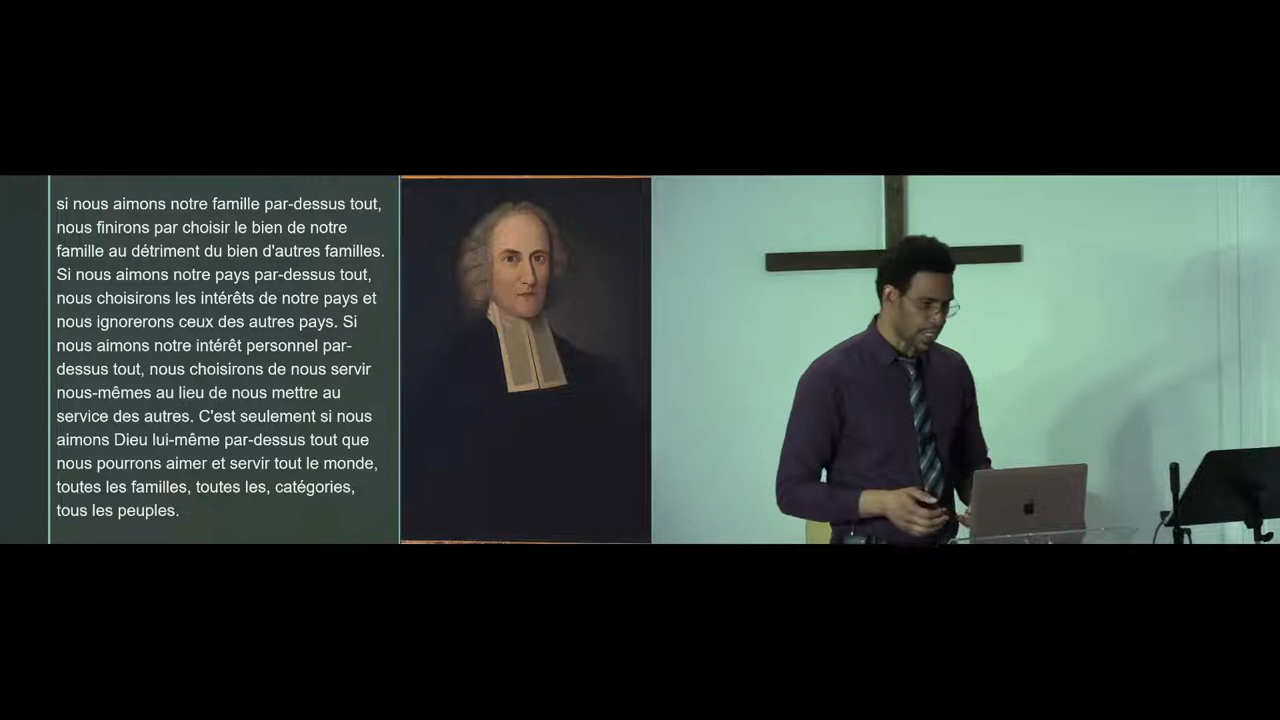 si nous aimons notre famille par-dessus tout,
nous finirons par choisir le bien de notre
famille au détriment du bien d'autres familles.
Si nous aimons notre pays par-dessus tout,
nous choisirons les intérêts de notre pays et
nous ignorerons ceux des autres pays. Si
nous aimons notre intérêt personnel par-
dessus tout, nous choisirons de nous servir
nous-mêmes au lieu de nous mettre au
service des autres. C'est seulement si nous
aimons Dieu lui-même par-dessus tout que
nous pourrons aimer et servir tout le monde,
toutes les familles, toutes les, catégories,
tous les peuples.